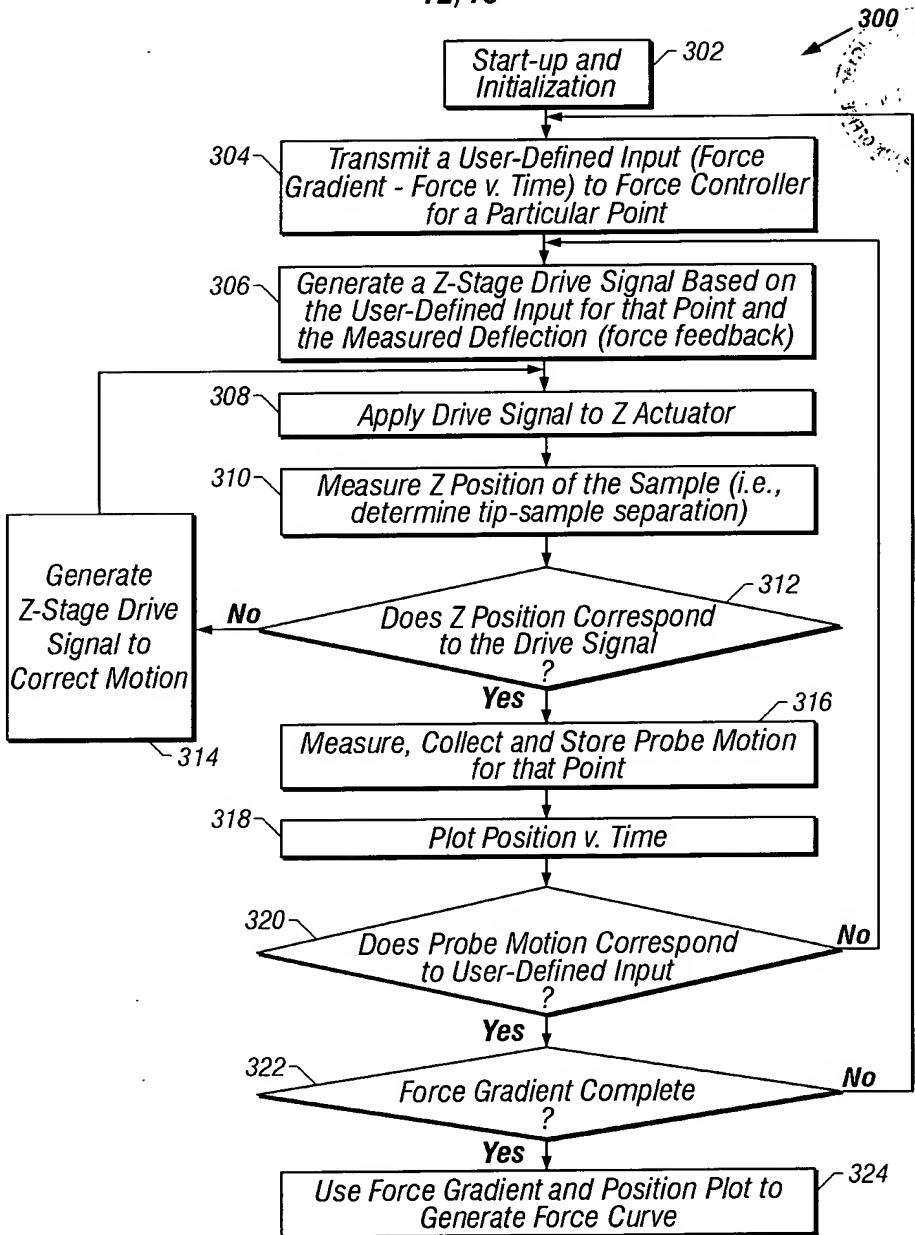 300
Start-up and
Initialization
302
304
Transmit a User-Defined Input (Force
Gradient - Force v. Time) to Force Controller
for a Particular Point
306
Generate a Z-Stage Drive Signal Based on
the User-Defined Input for that Point and
the Measured Deflection (force feedback)
308
Apply Drive Signal to Z Actuator
310
Measure Z Position of the Sample (i.e.,
determine tip-sample separation)
312
Does Z Position Correspond
to the Drive Signal
?
No
Yes
Generate
Z-Stage Drive
Signal to
Correct Motion
314
316
Measure, Collect and Store Probe Motion
for that Point
318
Plot Position v. Time
320
Does Probe Motion Correspond
to User-Defined Input
?
No
Yes
322
Force Gradient Complete
?
No
Yes
324
Use Force Gradient and Position Plot to
Generate Force Curve